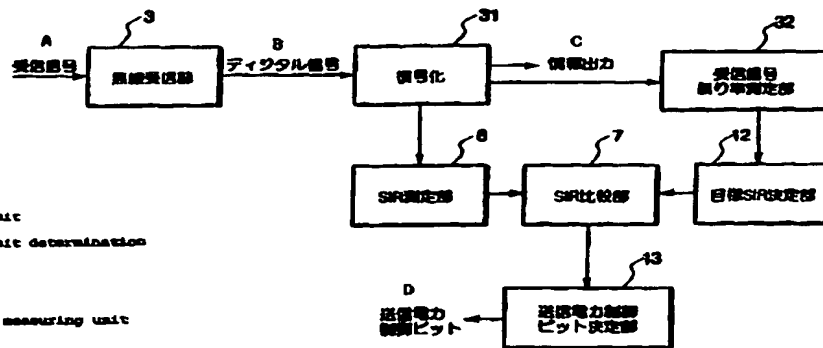 3
31
32
A
B
C
受信信号
無線受信部
ディジタル信号
復号化
情報出力
受信信号
誤り率測定部
6
7
12
SIR測定部
SIR比較部
目標SIR決定部
unit determination
measuring unit
13
D
送信電力
制御ビット
送信電力制御
ビット決定部